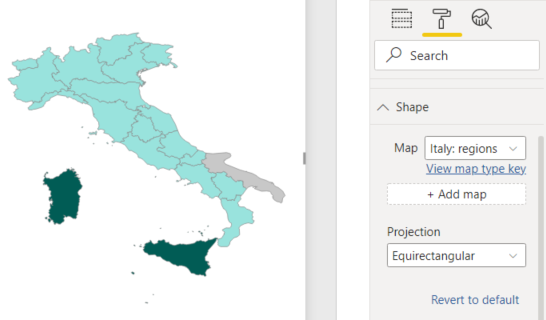 Search
Shape
Map Italy: regions
View map type key
+ Add map
Projection
Equirectangular
Revert to default